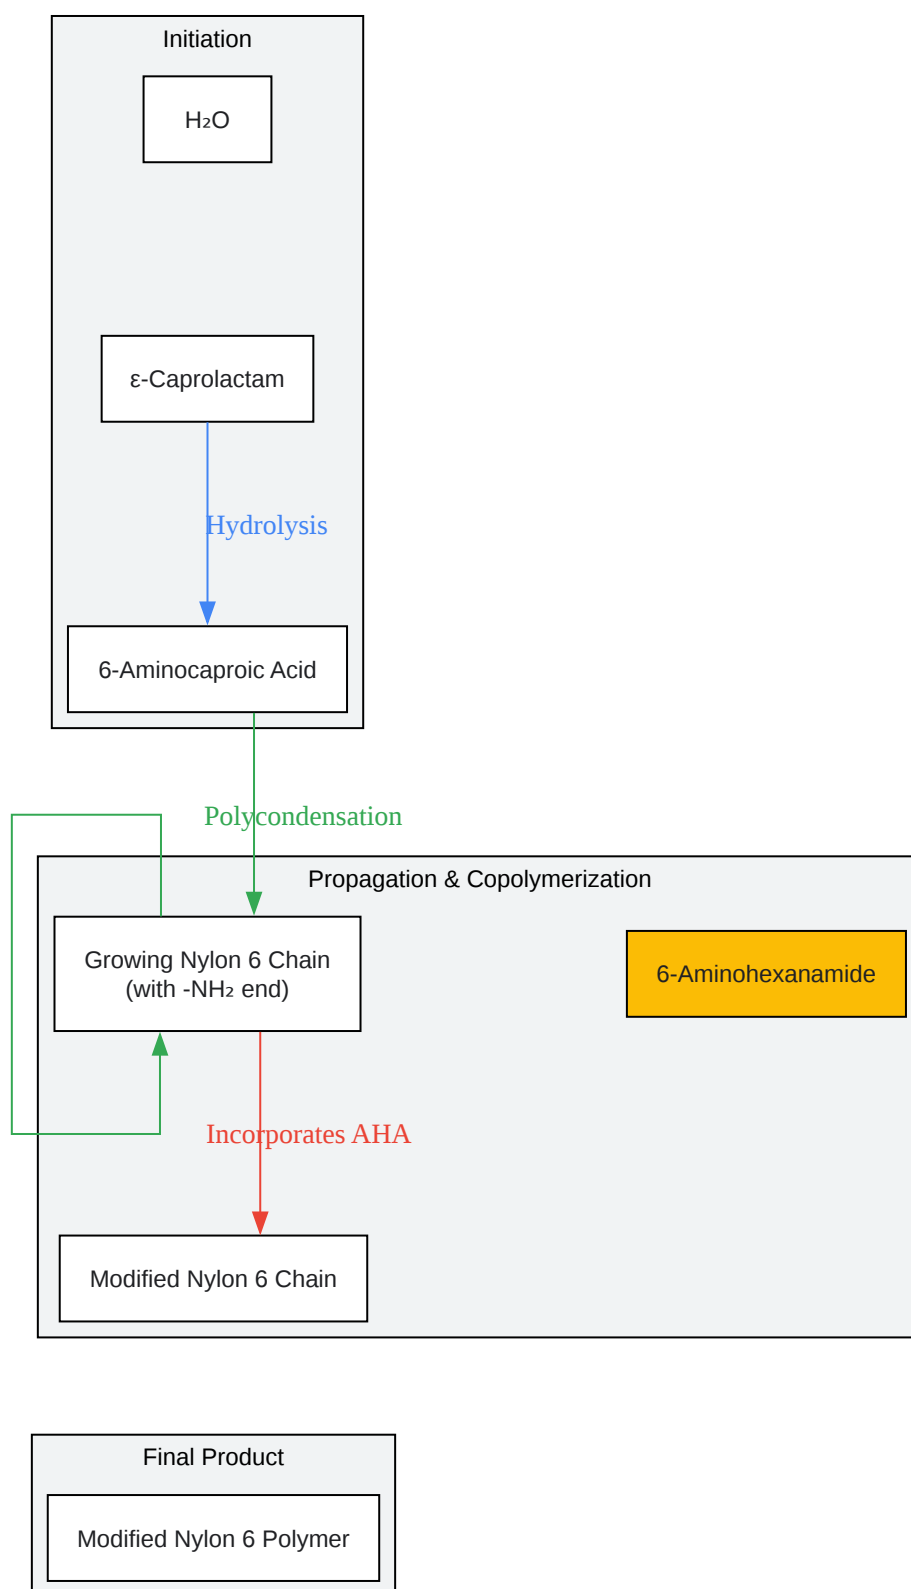 Initiation
H₂O
ε-Caprolactam
Hydrolysis
6-Aminocaproic Acid
Polycondensation
Propagation & Copolymerization
Growing Nylon 6 Chain
(with -NH₂ end)
6-Aminohexanamide
Incorporates AHA
Modified Nylon 6 Chain
Final Product
Modified Nylon 6 Polymer